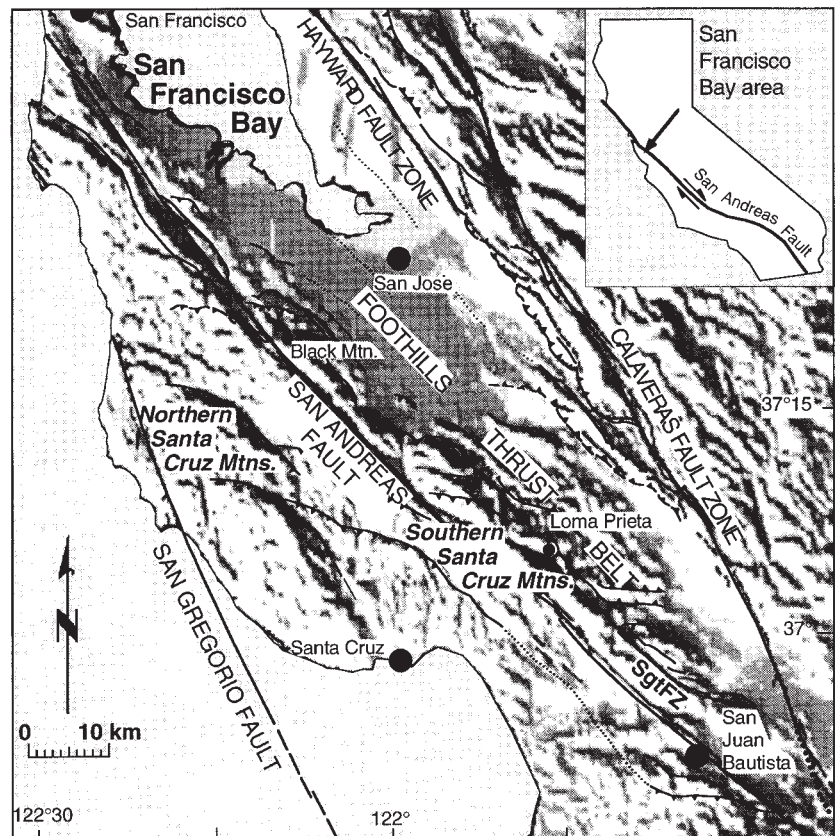 San Francisco
San
Francisco
Bay
HAYWARD FAULT ZONE
San
Francisco
Bay area
San Andreas Fault
San Jose
FOOTHILLS
Black Mtn.
CALAVERAS FAULT ZONE
37°15
Northern
Santa
Cruz Mtns.
SAN ANDREAS
FAULT
THRUST
Loma Prieta
Southern
Santa
Cruz Mtns.
BELT
N
SAN GREGORIO FAULT
37°
Santa Cruz
SgtFZ
0 10 km
San
Juan
Bautista
122°30
122°